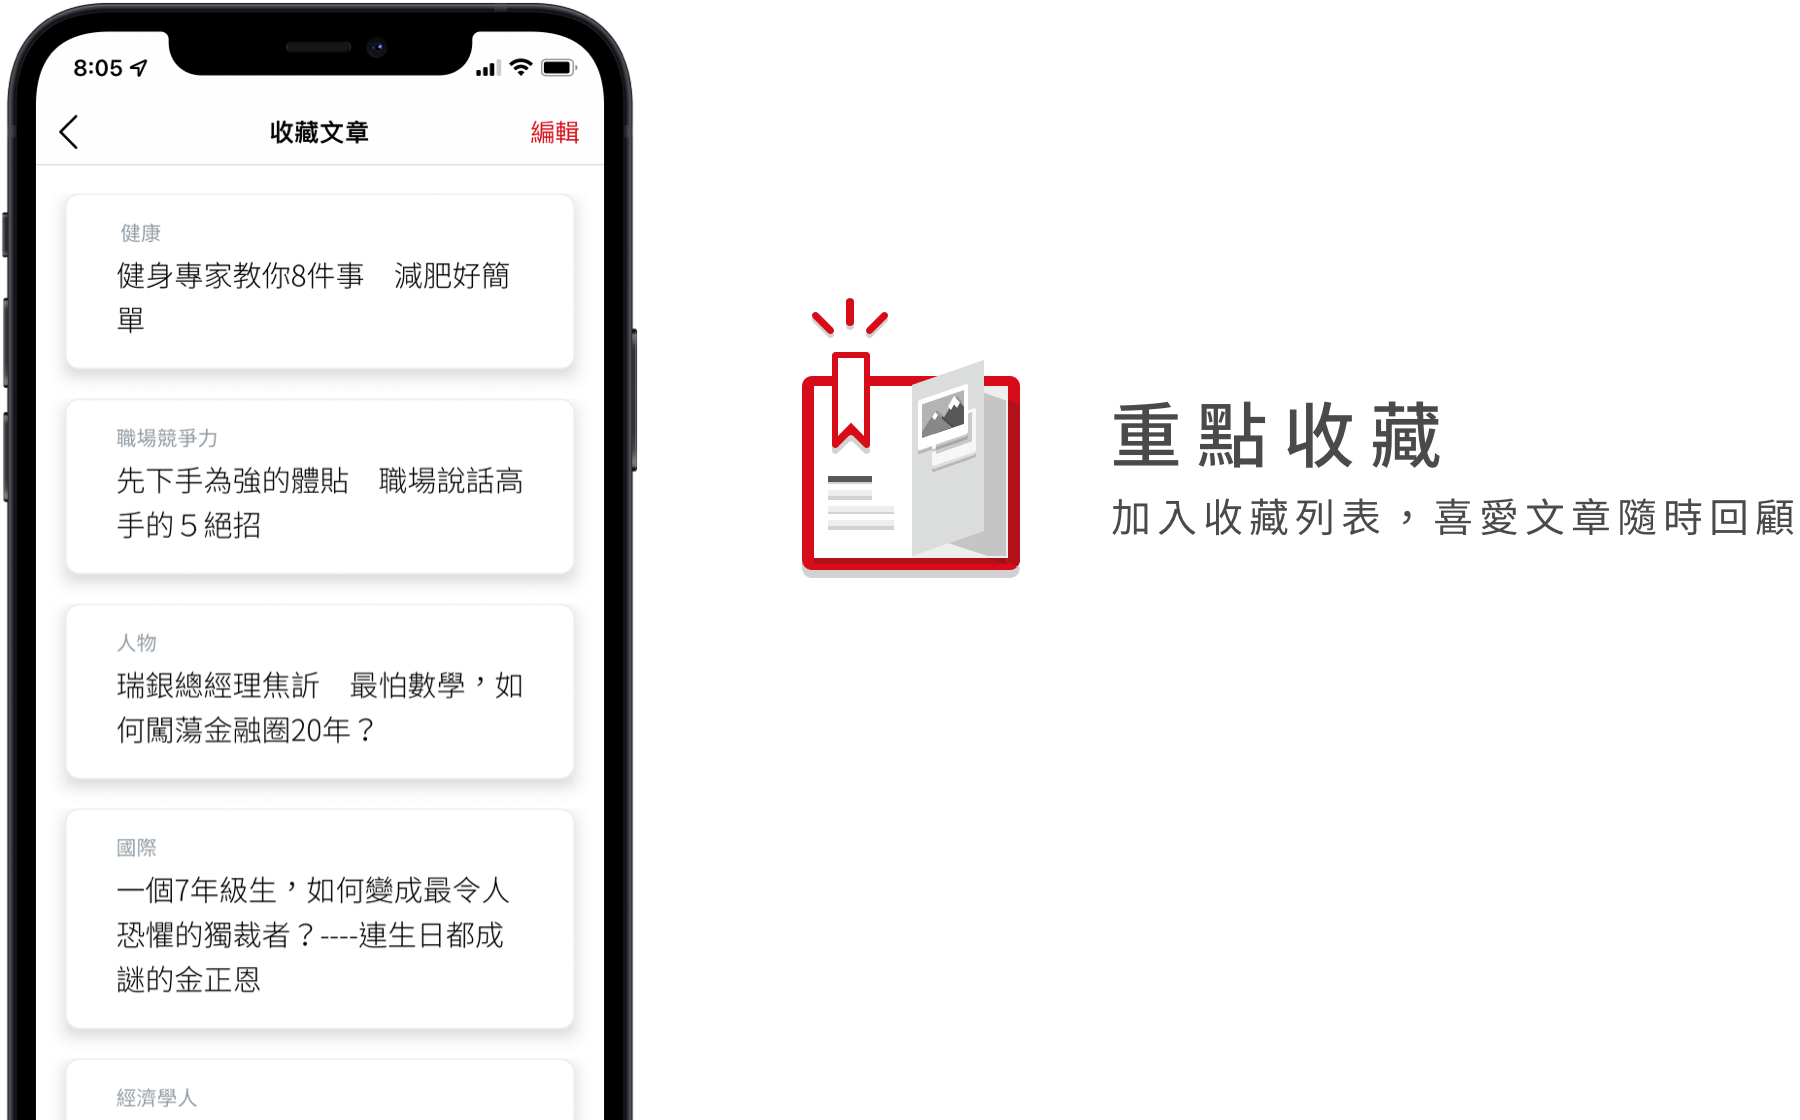 8:05
收藏文章
編輯
健康
健身專家教你8件事　減肥好簡
單
職場競爭力
先下手為強的體貼　職場說話高
手的５絕招
人物
瑞銀總經理焦訢　最怕數學，如
何闖蕩金融圈20年？
國際
一個7年級生，如何變成最令人
恐懼的獨裁者？----連生日都成
謎的金正恩
經濟學人
重點收藏
加入收藏列表，喜愛文章隨時回顧